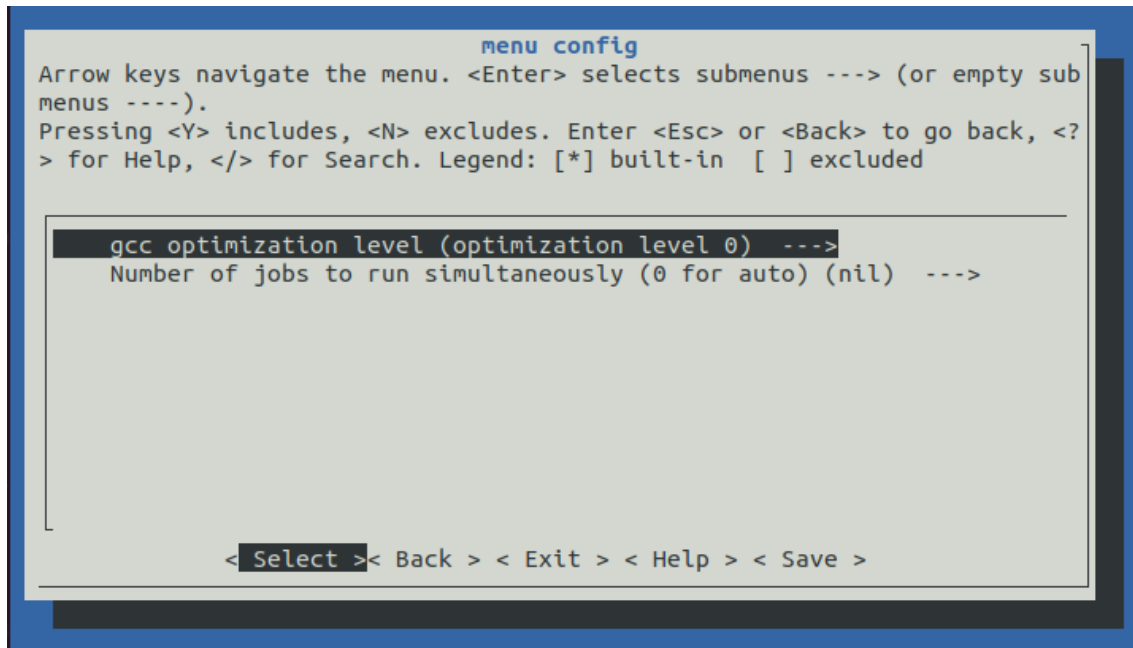 menu config
Arrow keys navigate the menu. <Enter> selects submenus ---> (or empty sub
menus ----).
Pressing <Y> includes, <N> excludes. Enter <Esc> or <Back> to go back, <?
> for Help, </> for Search. Legend: [*] built-in  [ ] excluded
gcc optimization level (optimization level 0)  --->
Number of jobs to run simultaneously (0 for auto) (nil)  --->
< Select >< Back > < Exit > < Help > < Save >